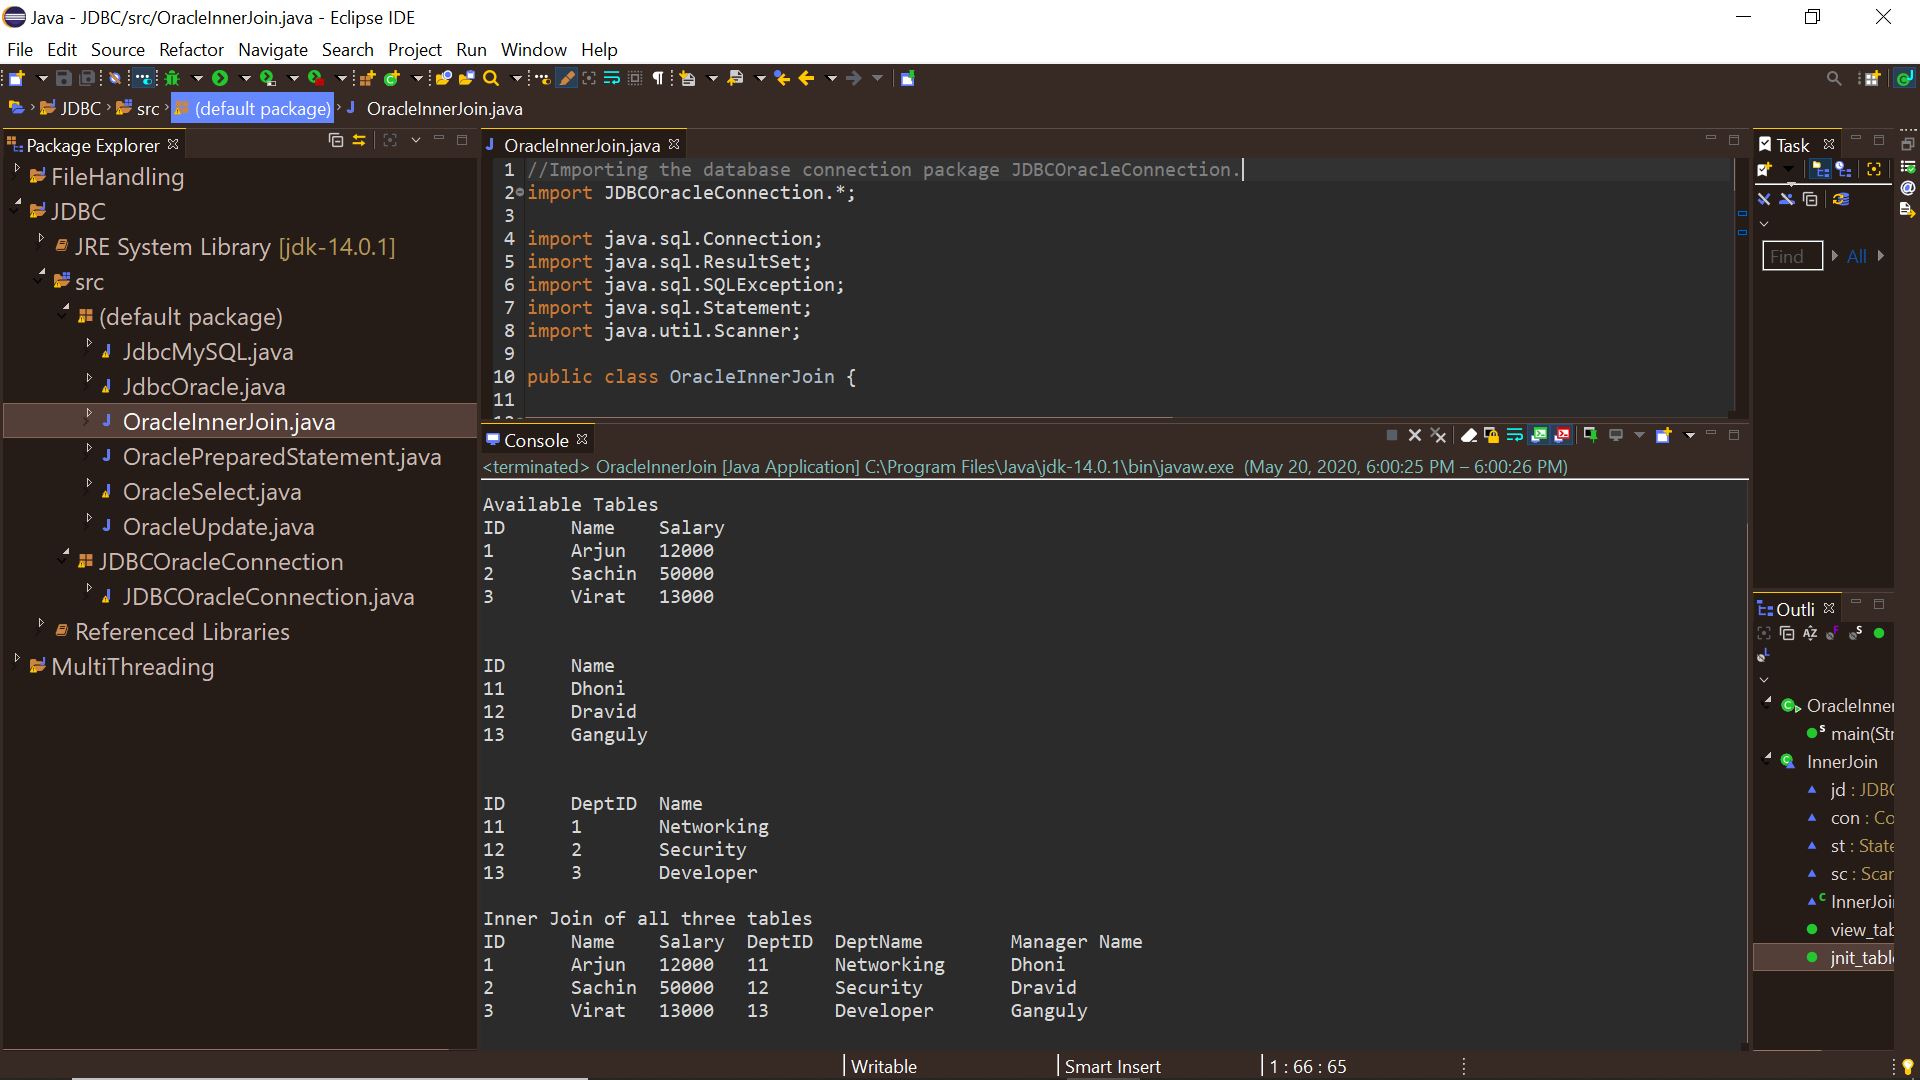 Java - JDBC/src/OracleInnerJoin.java - Eclipse IDE
File Edit Source Refactor Navigate Search Project Run Window Help
JDBC src (default package) OracleInnerJoin.java
Package Explorer
FileHandling
JDBC
JRE System Library [jdk-14.0.1]
src
(default package)
JdbcMySQL.java
JdbcOracle.java
OracleInnerJoin.java
OraclePreparedStatement.java
OracleSelect.java
OracleUpdate.java
JDBCOracleConnection
JDBCOracleConnection.java
Referenced Libraries
MultiThreading
OracleInnerJoin.java
1 //Importing the database connection package JDBCOracleConnection.
2 import JDBCOracleConnection.*;
3
4 import java.sql.Connection;
5 import java.sql.ResultSet;
6 import java.sql.SQLException;
7 import java.sql.Statement;
8 import java.util.Scanner;
9
10 public class OracleInnerJoin {
11
Console
<terminated> OracleInnerJoin [Java Application] C:\Program Files\Java\jdk-14.0.1\bin\javaw.exe (May 20, 2020, 6:00:25 PM – 6:00:26 PM)
Available Tables
ID Name Salary
1 Arjun 12000
2 Sachin 50000
3 Virat 13000
ID Name
11 Dhoni
12 Dravid
13 Ganguly
ID DeptID Name
11 1 Networking
12 2 Security
13 3 Developer
Inner Join of all three tables
ID Name Salary DeptID DeptName Manager Name
1 Arjun 12000 11 Networking Dhoni
2 Sachin 50000 12 Security Dravid
3 Virat 13000 13 Developer Ganguly
Task
Find All
Outli
OracleInner
main(Str
InnerJoin
jd : JDBC
con : Co
st : State
sc : Scan
InnerJoi
view_tab
jnit_tabl
Writable Smart Insert 1 : 66 : 65